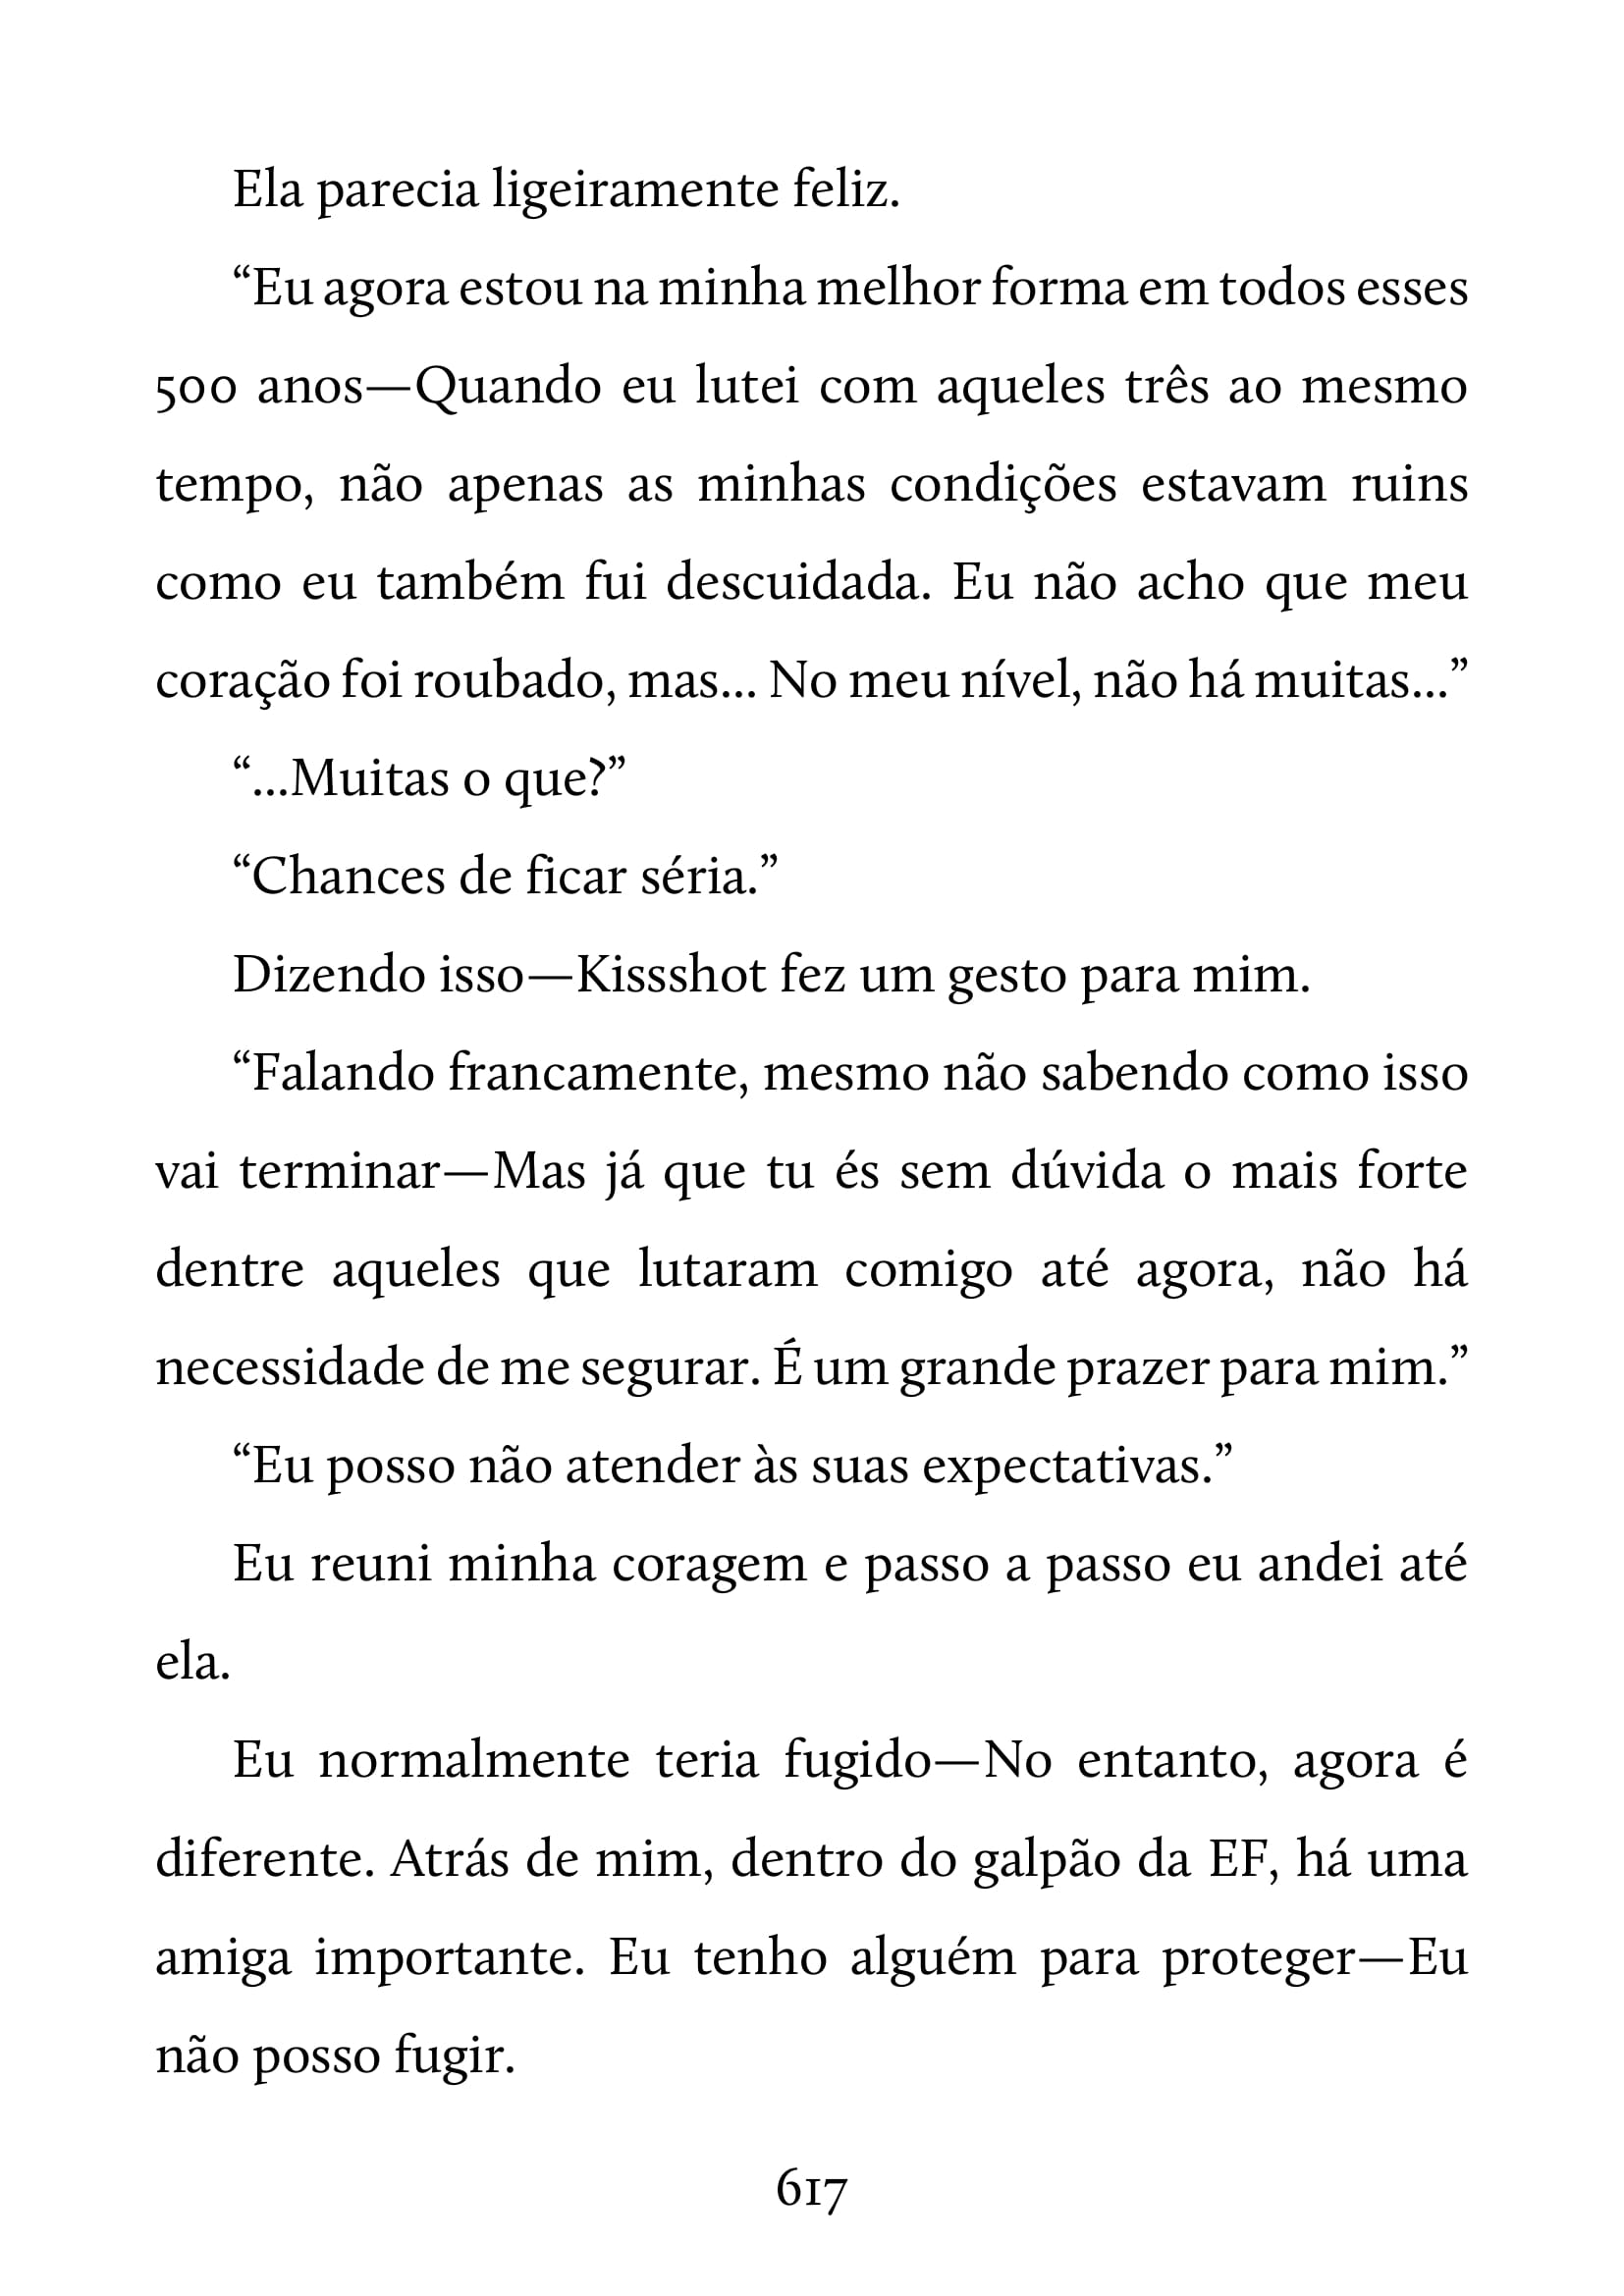 Ela parecia ligeiramente feliz.
“Eu agora estou na minha melhor forma em todos esses
500 anos—Quando eu lutei com aqueles três ao mesmo
tempo, não apenas as minhas condições estavam ruins
como eu também fui descuidada. Eu não acho que meu
coração foi roubado, mas... No meu nível, não há muitas...”
“...Muitas o que?”
“Chances de ficar séria.”
Dizendo isso—Kissshot fez um gesto para mim.
“Falando francamente, mesmo não sabendo como isso
vai terminar—Mas já que tu és sem dúvida o mais forte
dentre aqueles que lutaram comigo até agora, não há
necessidade de me segurar. É um grande prazer para mim.”
“Eu posso não atender às suas expectativas.”
Eu reuni minha coragem e passo a passo eu andei até
ela.
Eu normalmente teria fugido—No entanto, agora é
diferente. Atrás de mim, dentro do galpão da EF, há uma
amiga importante. Eu tenho alguém para proteger—Eu
não posso fugir.
617